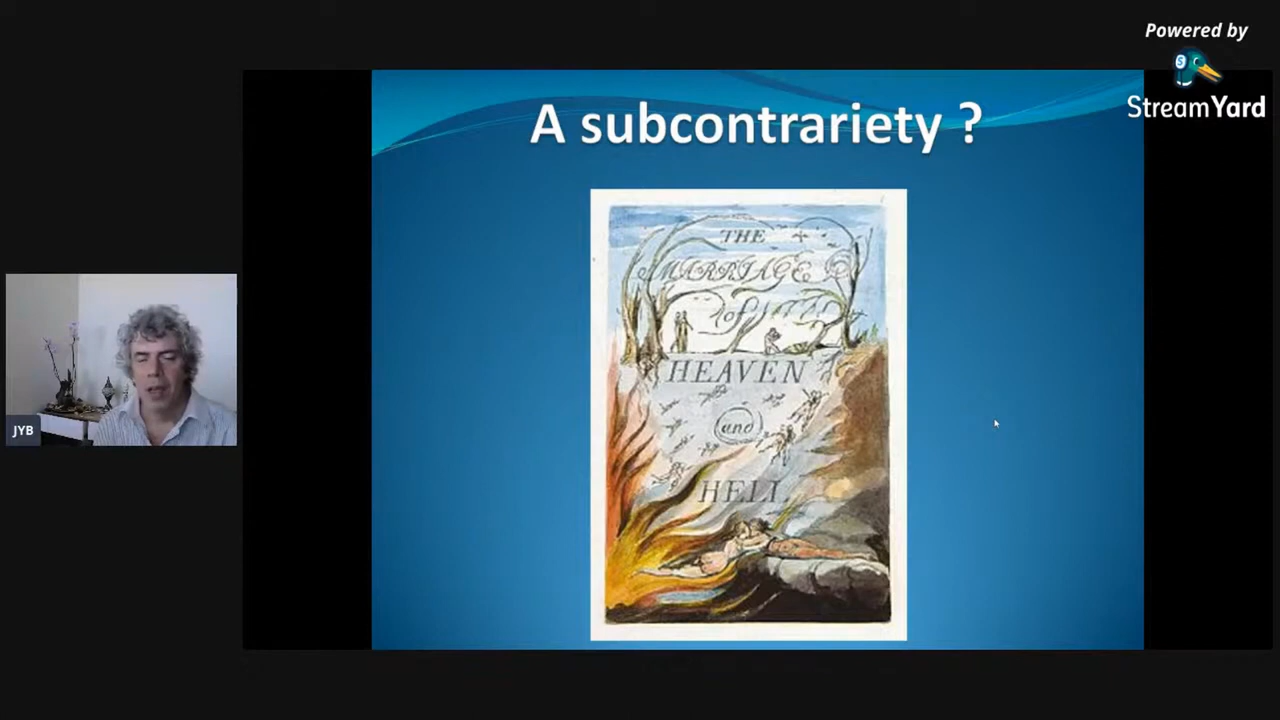 Powered by
StreamYard
A subcontrariety ?
THE
MARRIAGE
of
HEAVEN
and
HELL
JYB